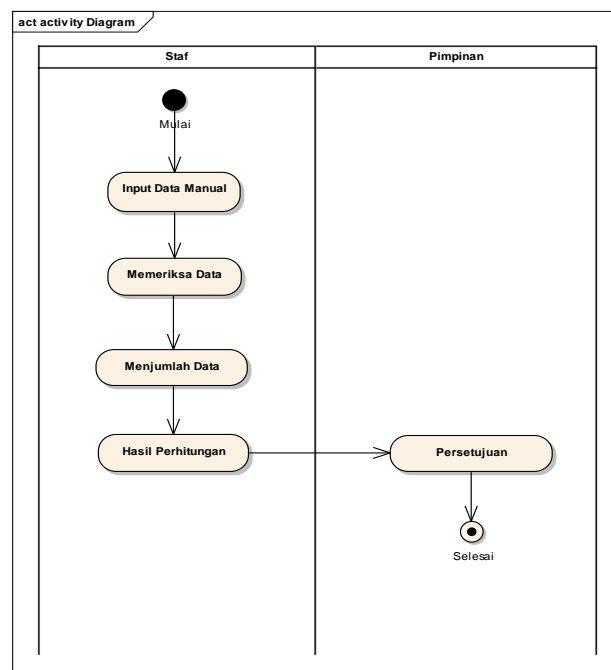 act activity Diagram
Staf
Pimpinan
Mulai
Input Data Manual
Memeriksa Data
Menjumlah Data
Hasil Perhitungan
Persetujuan
Selesai